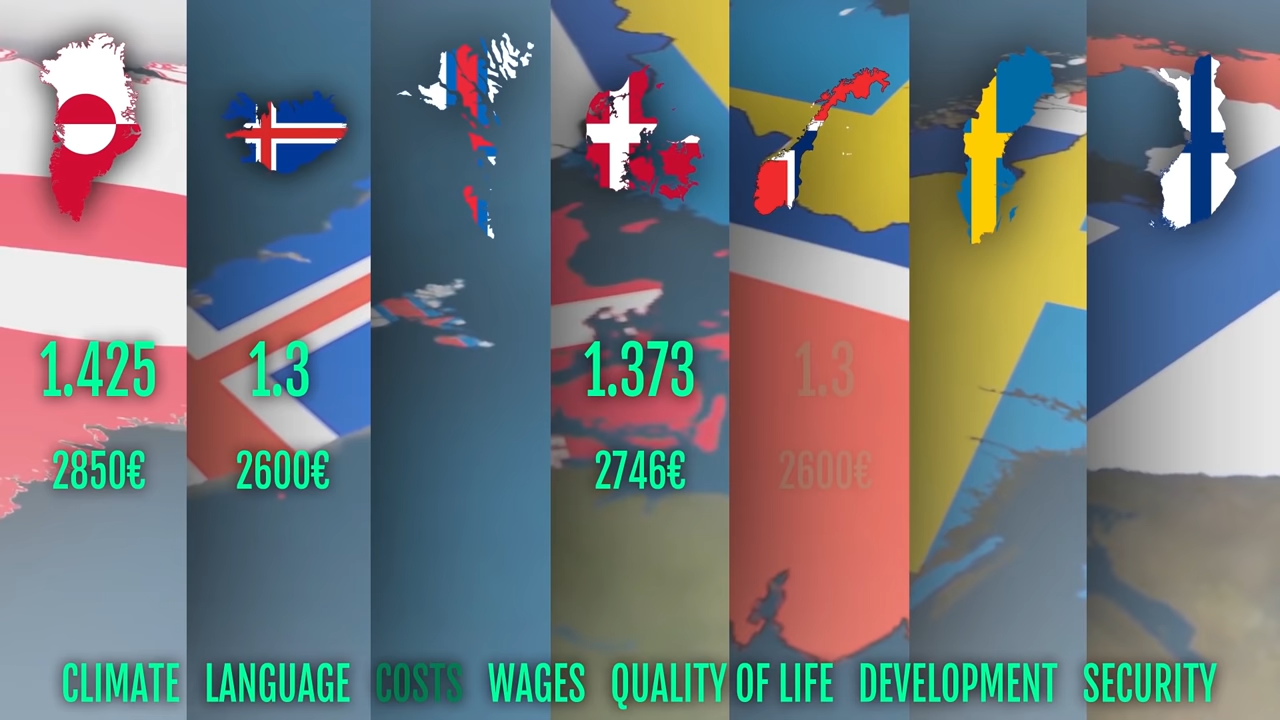 1.425 1.3 1.373 1.3
2850€ 2600€ 2746€ 2600€
CLIMATE LANGUAGE COSTS WAGES QUALITY OF LIFE DEVELOPMENT SECURITY